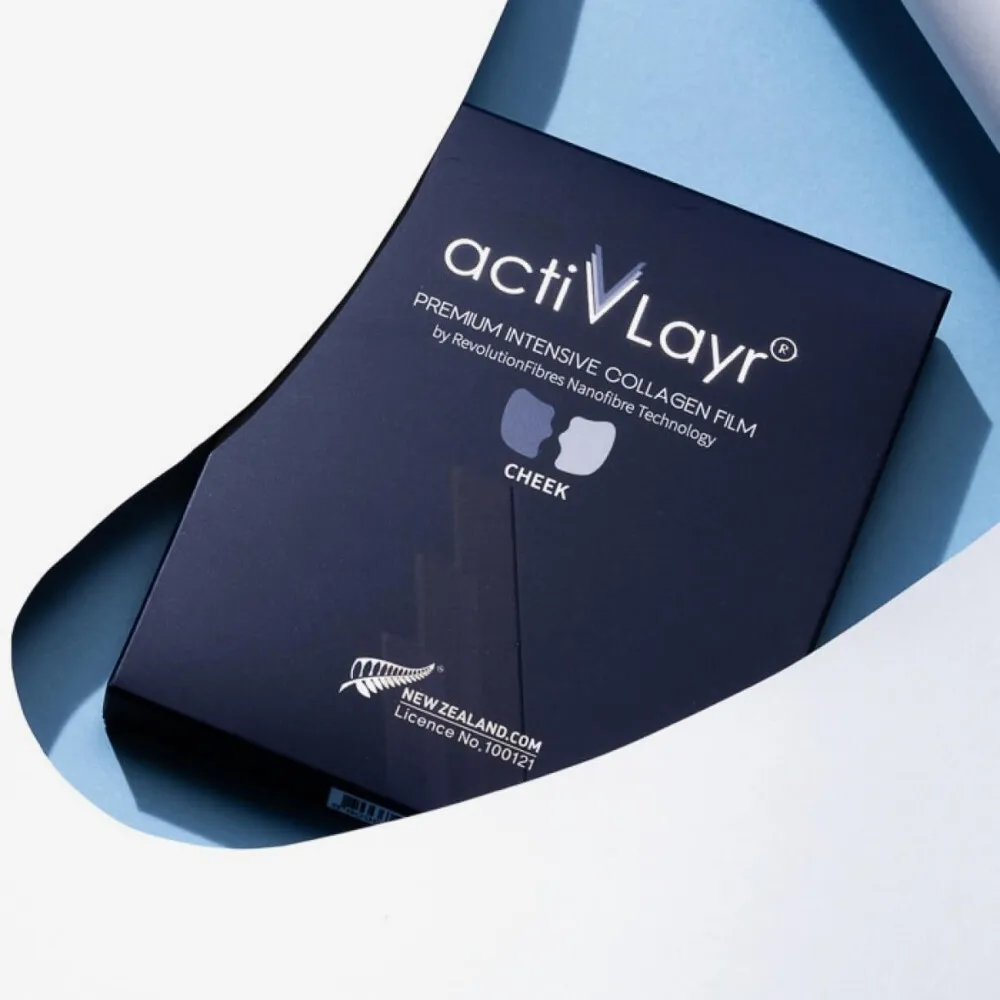 actiVLayr®
PREMIUM INTENSIVE COLLAGEN FILM
by RevolutionFibres Nanofibre Technology
CHEEK
NEW ZEALAND.COM
Licence No.100121